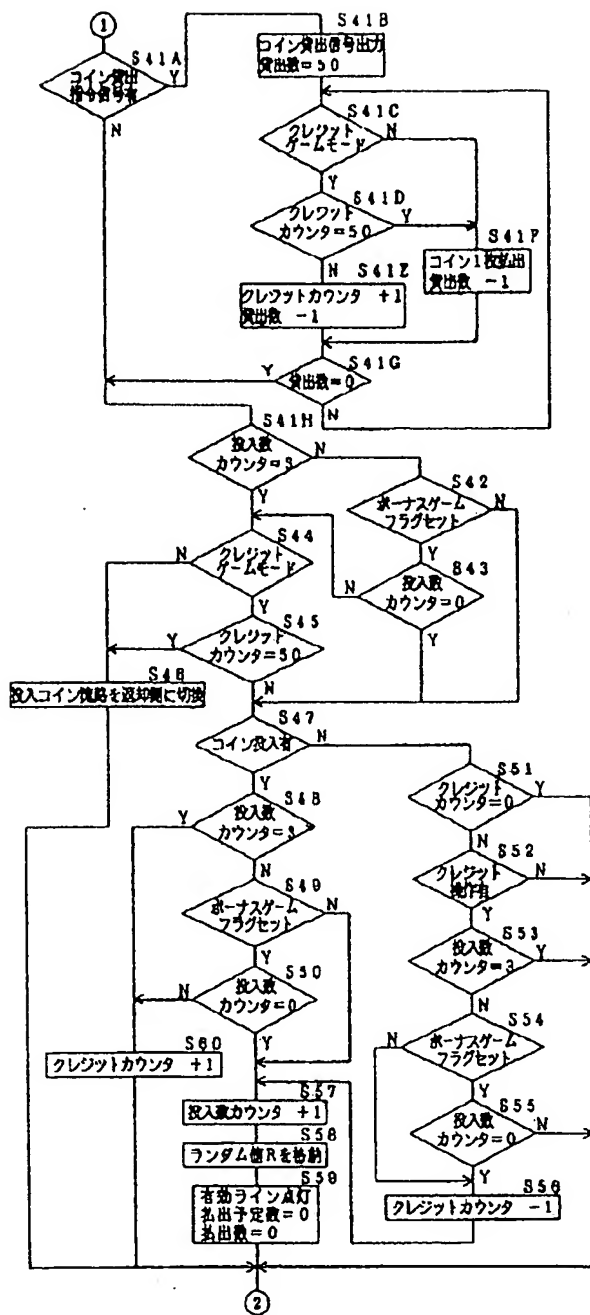 ①
S41A
コイン貸出
指令信号有
Y
N
S41B
コイン貸出信号出力
貸出数=50
S41C
クレジット
ゲームモード
N
Y
S41D
クレジット
カウンタ=50
Y
N
S41E
クレジットカウンタ +1
貸出数 -1
S41F
コイン1枚払出
貸出数 -1
S41G
貸出数=0
Y
N
S41H
投入数
カウンタ=3
N
Y
S42
ボーナスゲーム
フラグセット
N
Y
S43
投入数
カウンタ=0
N
Y
S44
クレジット
ゲームモード
N
Y
S45
クレジット
カウンタ=50
Y
N
S46
投入コイン流路を返却側に切換
S47
コイン投入有
N
Y
S48
投入数
カウンタ=3
Y
N
S49
ボーナスゲーム
フラグセット
N
Y
S50
投入数
カウンタ=0
N
Y
S60
クレジットカウンタ +1
S51
クレジット
カウンタ=0
Y
N
S52
クレジット
操作有
N
Y
S53
投入数
カウンタ=3
Y
N
S54
ボーナスゲーム
フラグセット
N
Y
S55
投入数
カウンタ=0
N
Y
S56
クレジットカウンタ -1
S57
投入数カウンタ +1
S58
ランダム値Rを格納
S59
有効ライン点灯
払出予定数=0
払出数=0
②